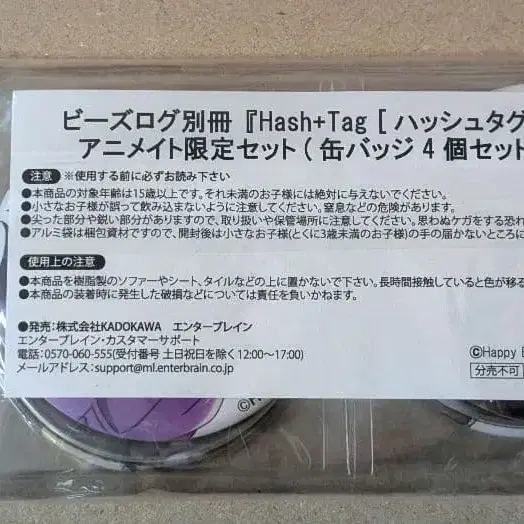 ビーズログ別冊『Hash+Tag [ ハッシュタグ
アニメイト限定セット ( 缶バッジ 4 個セット
注意 ※使用する前に必ずお読み下さい
●本商品の対象年齢は15歳以上です。それ未満のお子様には絶対に与えないでください。
●小さなお子様が誤って飲み込まないように注意してください。窒息などの危険があります。
●尖った部分や鋭い部分がありますので、取り扱いや保管場所に注意してください。思わぬケガをする恐れ
●アルミ袋は梱包資材ですので、開封後は小さなお子様(とくに3歳未満のお子様)の手の届かないところに
使用上の注意
●本商品を樹脂製のソファーやシート、タイルなどの上に置かないで下さい。長時間接触していると色が移る
●本商品の装着時に発生した破損などについては責任を負いかねます。
●発売:株式会社KADOKAWA エンターブレイン
エンターブレイン・カスタマーサポート
電話:0570-060-555(受付番号 土日祝日を除く12:00~17:00)
メールアドレス:support@ml.enterbrain.co.jp
©Happy E
分売不可